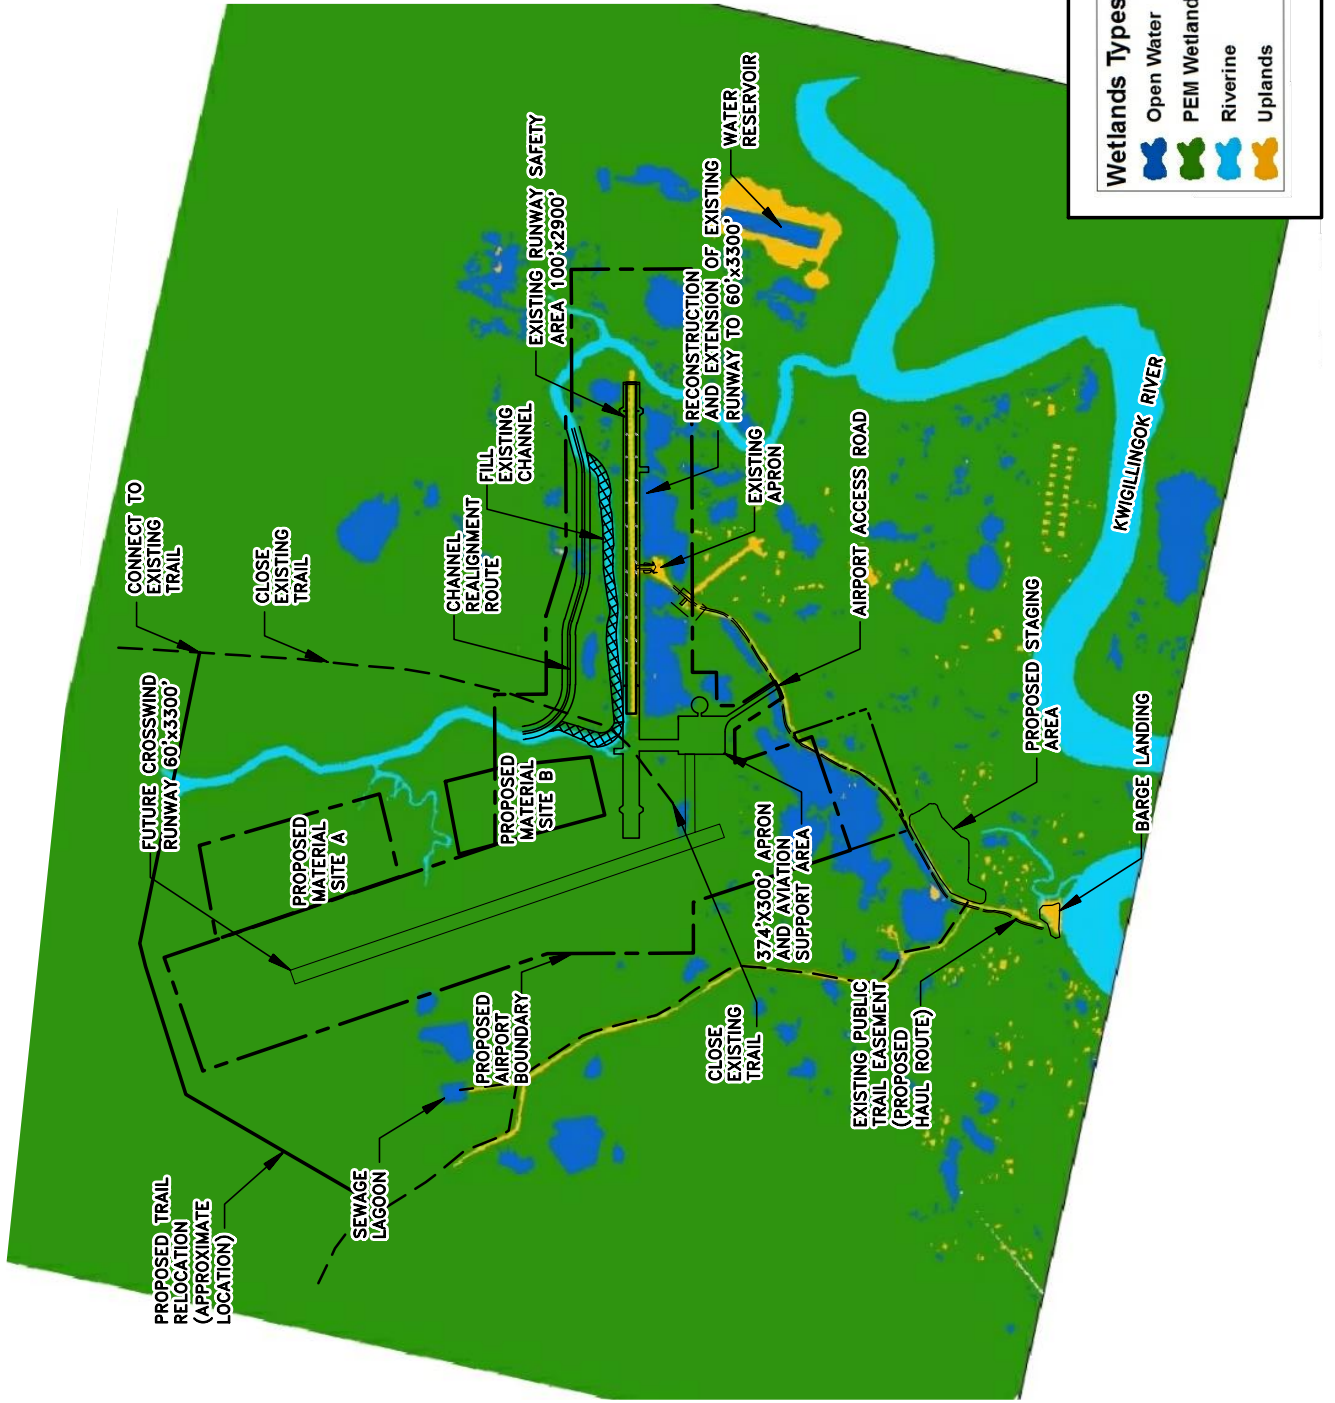 CONNECT TO
EXISTING
TRAIL
CLOSE
EXISTING
TRAIL
FUTURE CROSSWIND
RUNWAY 60'x3300'
PROPOSED TRAIL
RELOCATION
(APPROXIMATE
LOCATION)
PROPOSED
MATERIAL
SITE A
SEWAGE
LAGOON
CHANNEL
REALIGNMENT
ROUTE
FILL
EXISTING
CHANNEL
EXISTING RUNWAY SAFETY
AREA 100'x2900'
PROPOSED
MATERIAL
SITE B
PROPOSED
AIRPORT
BOUNDARY
RECONSTRUCTION
AND EXTENSION OF EXISTING
RUNWAY TO 60'x3300'
WATER
RESERVOIR
EXISTING
APRON
CLOSE
EXISTING
TRAIL
374'X300' APRON
AND AVIATION
SUPPORT AREA
AIRPORT ACCESS ROAD
EXISTING PUBLIC
TRAIL EASEMENT
(PROPOSED
HAUL ROUTE)
PROPOSED STAGING
AREA
KWIGILLINGOK RIVER
BARGE LANDING
Wetlands Types
Open Water
PEM Wetland
Riverine
Uplands